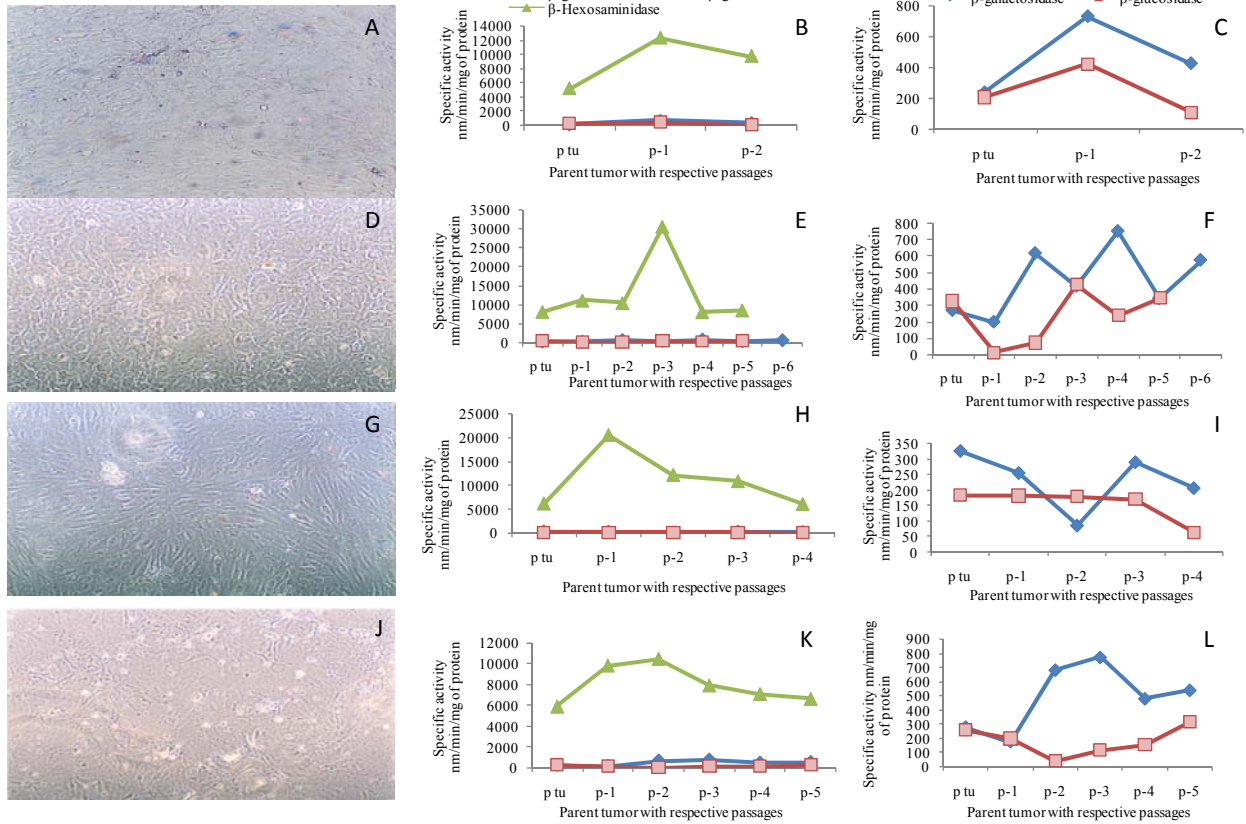 A
β-Hexosaminidase
B
Specific activity
nm/min/mg of protein
14000
12000
10000
8000
6000
4000
2000
0
p tu p-1 p-2
Parent tumor with respective passages
β-galactosidase β-glucosidase
C
Specific activity
nm/min/mg of protein
800
600
400
200
0
p tu p-1 p-2
Parent tumor with respective passages
D
E
Specific activity
nm/min/mg of protein
35000
30000
25000
20000
15000
10000
5000
0
p tu p-1 p-2 p-3 p-4 p-5 p-6
Parent tumor with respective passages
F
Specific activity
nm/min/mg of protein
800
700
600
500
400
300
200
100
0
p tu p-1 p-2 p-3 p-4 p-5 p-6
Parent tumor with respective passages
G
H
Specific activity
nm/min/mg of protein
25000
20000
15000
10000
5000
0
p tu p-1 p-2 p-3 p-4
Parent tumor with respective passages
I
Specific activity
nm/min/mg of protein
350
300
250
200
150
100
50
0
p tu p-1 p-2 p-3 p-4
Parent tumor with respective passages
J
K
Specific activity
nm/min/mg of protein
12000
10000
8000
6000
4000
2000
0
p tu p-1 p-2 p-3 p-4 p-5
Parent tumor with respective passages
L
Specific activity nm/min/mg
of protein
900
800
700
600
500
400
300
200
100
0
p tu p-1 p-2 p-3 p-4 p-5
Parent tumor with respective passages